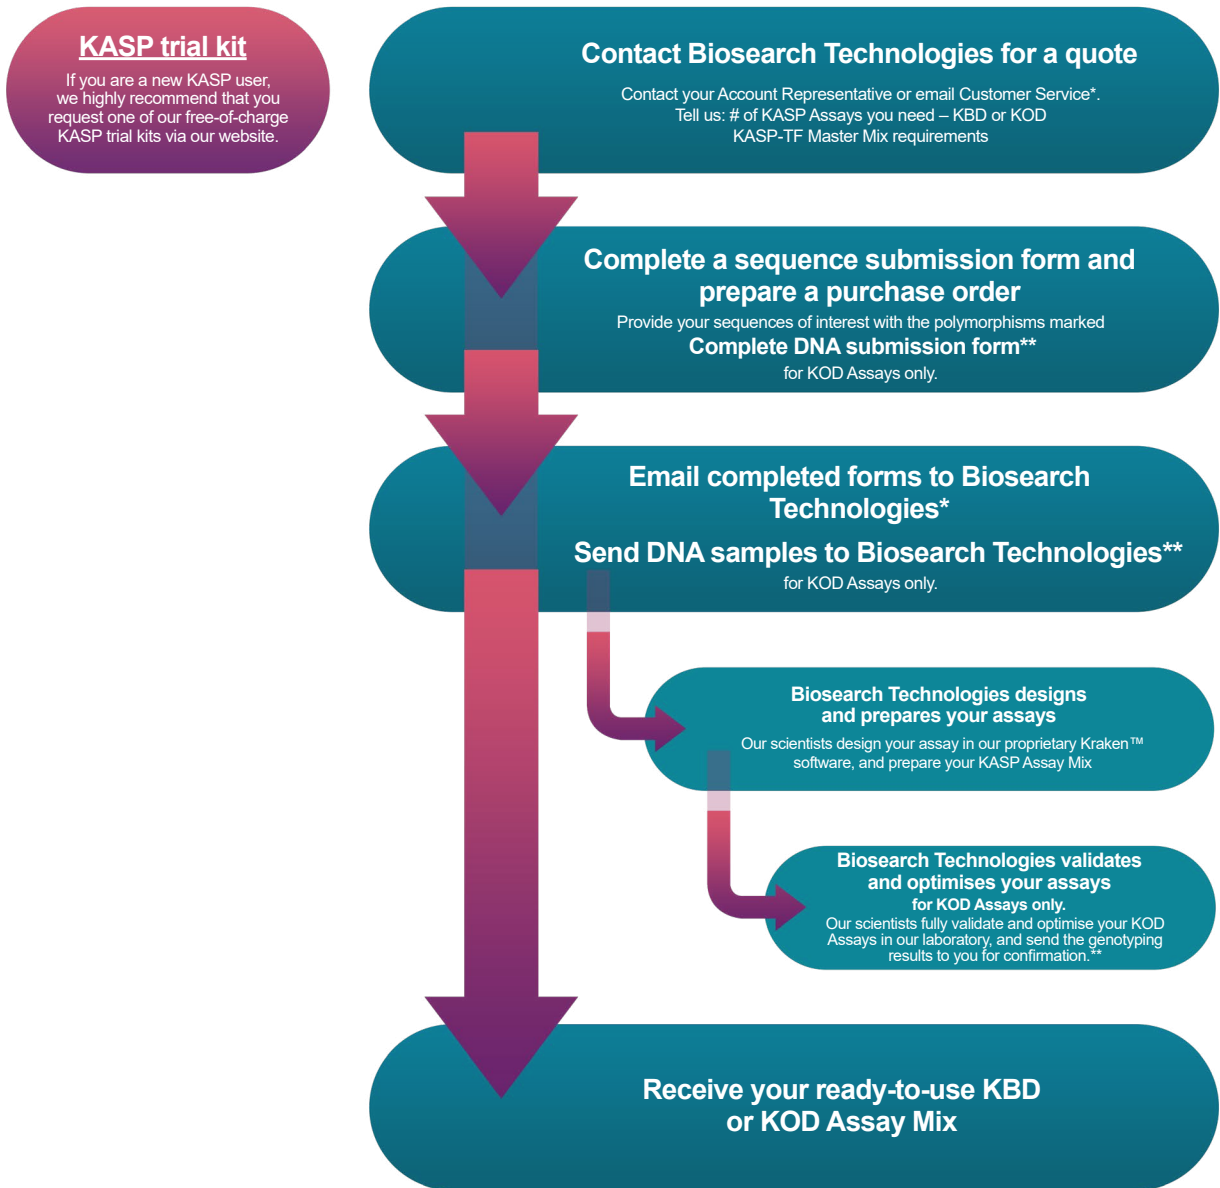 KASP trial kit
If you are a new KASP user,
we highly recommend that you
request one of our free-of-charge
KASP trial kits via our website.
Contact Biosearch Technologies for a quote
Contact your Account Representative or email Customer Service*.
Tell us: # of KASP Assays you need – KBD or KOD
KASP-TF Master Mix requirements
Complete a sequence submission form and
prepare a purchase order
Provide your sequences of interest with the polymorphisms marked
Complete DNA submission form**
for KOD Assays only.
Email completed forms to Biosearch
Technologies*
Send DNA samples to Biosearch Technologies**
for KOD Assays only.
Biosearch Technologies designs
and prepares your assays
Our scientists design your assay in our proprietary Kraken™
software, and prepare your KASP Assay Mix
Biosearch Technologies validates
and optimises your assays
for KOD Assays only.
Our scientists fully validate and optimise your KOD
Assays in our laboratory, and send the genotyping
results to you for confirmation.**
Receive your ready-to-use KBD
or KOD Assay Mix